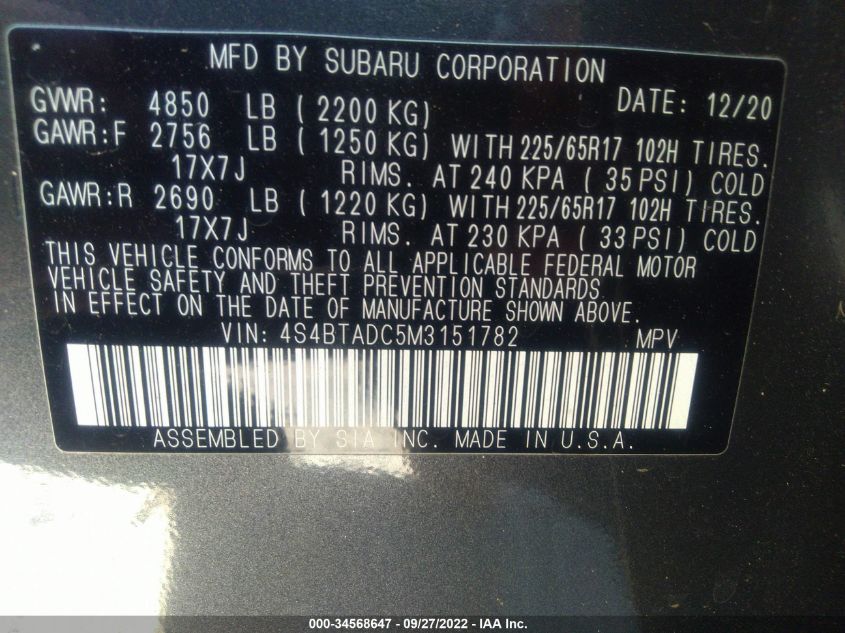 MFD BY SUBARU CORPORATION
GVWR: 4850 LB ( 2200 KG) DATE: 12/20
GAWR:F 2756 LB ( 1250 KG) WITH 225/65R17 102H TIRES.
17X7J RIMS. AT 240 KPA ( 35 PSI) COLD
GAWR:R 2690 LB ( 1220 KG) WITH 225/65R17 102H TIRES.
17X7J RIMS. AT 230 KPA ( 33 PSI) COLD
THIS VEHICLE CONFORMS TO ALL APPLICABLE FEDERAL MOTOR
VEHICLE SAFETY AND THEFT PREVENTION STANDARDS
IN EFFECT ON THE DATE OF MANUFACTURE SHOWN ABOVE.
VIN: 4S4BTADC5M3151782 MPV
ASSEMBLED BY SIA INC. MADE IN U.S.A.
000-34568647 - 09/27/2022 - IAA Inc.